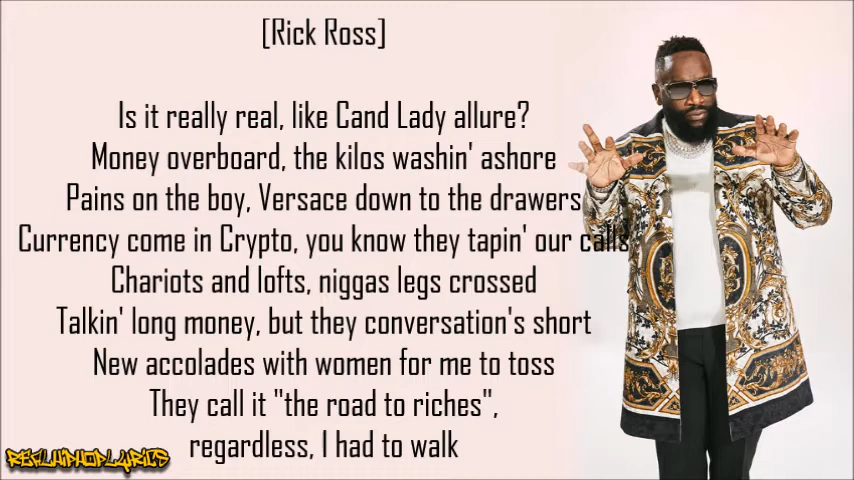 [Rick Ross]
Is it really real, like Cand Lady allure?
Money overboard, the kilos washin' ashore
Pains on the boy, Versace down to the drawers
Currency come in Crypto, you know they tapin' our calls
Chariots and lofts, niggas legs crossed
Talkin' long money, but they conversation's short
New accolades with women for me to toss
They call it "the road to riches",
regardless, I had to walk
REFLHIPHOPLYRICS